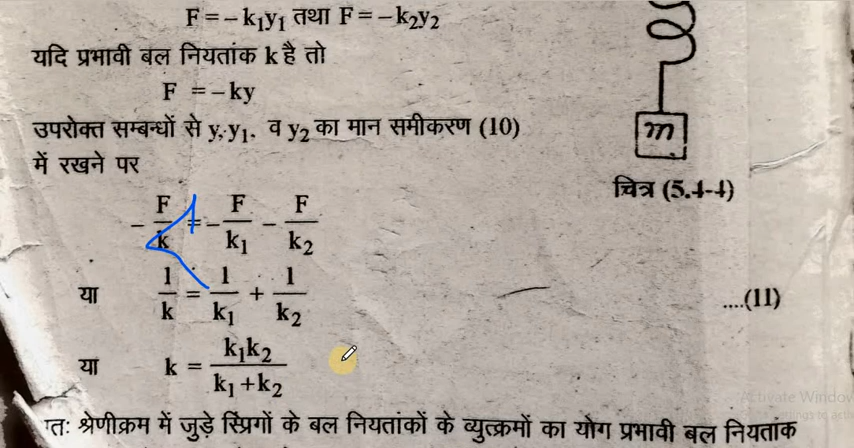 F = – k₁y₁ तथा F = – k₂y₂
यदि प्रभावी बल नियतांक k है तो
F = – ky
उपरोक्त सम्बन्धों से y, y₁, व y₂ का मान समीकरण (10)
में रखने पर
m
चित्र (5.4-4)
- F/k = - F/k₁ - F/k₂
या 1/k = 1/k₁ + 1/k₂ ....(11)
या k = k₁k₂/k₁+k₂
तः श्रेणीक्रम में जुड़े स्प्रिगों के बल नियतांकों के व्युत्क्रमों का योग प्रभावी बल नियताक
Activate Window